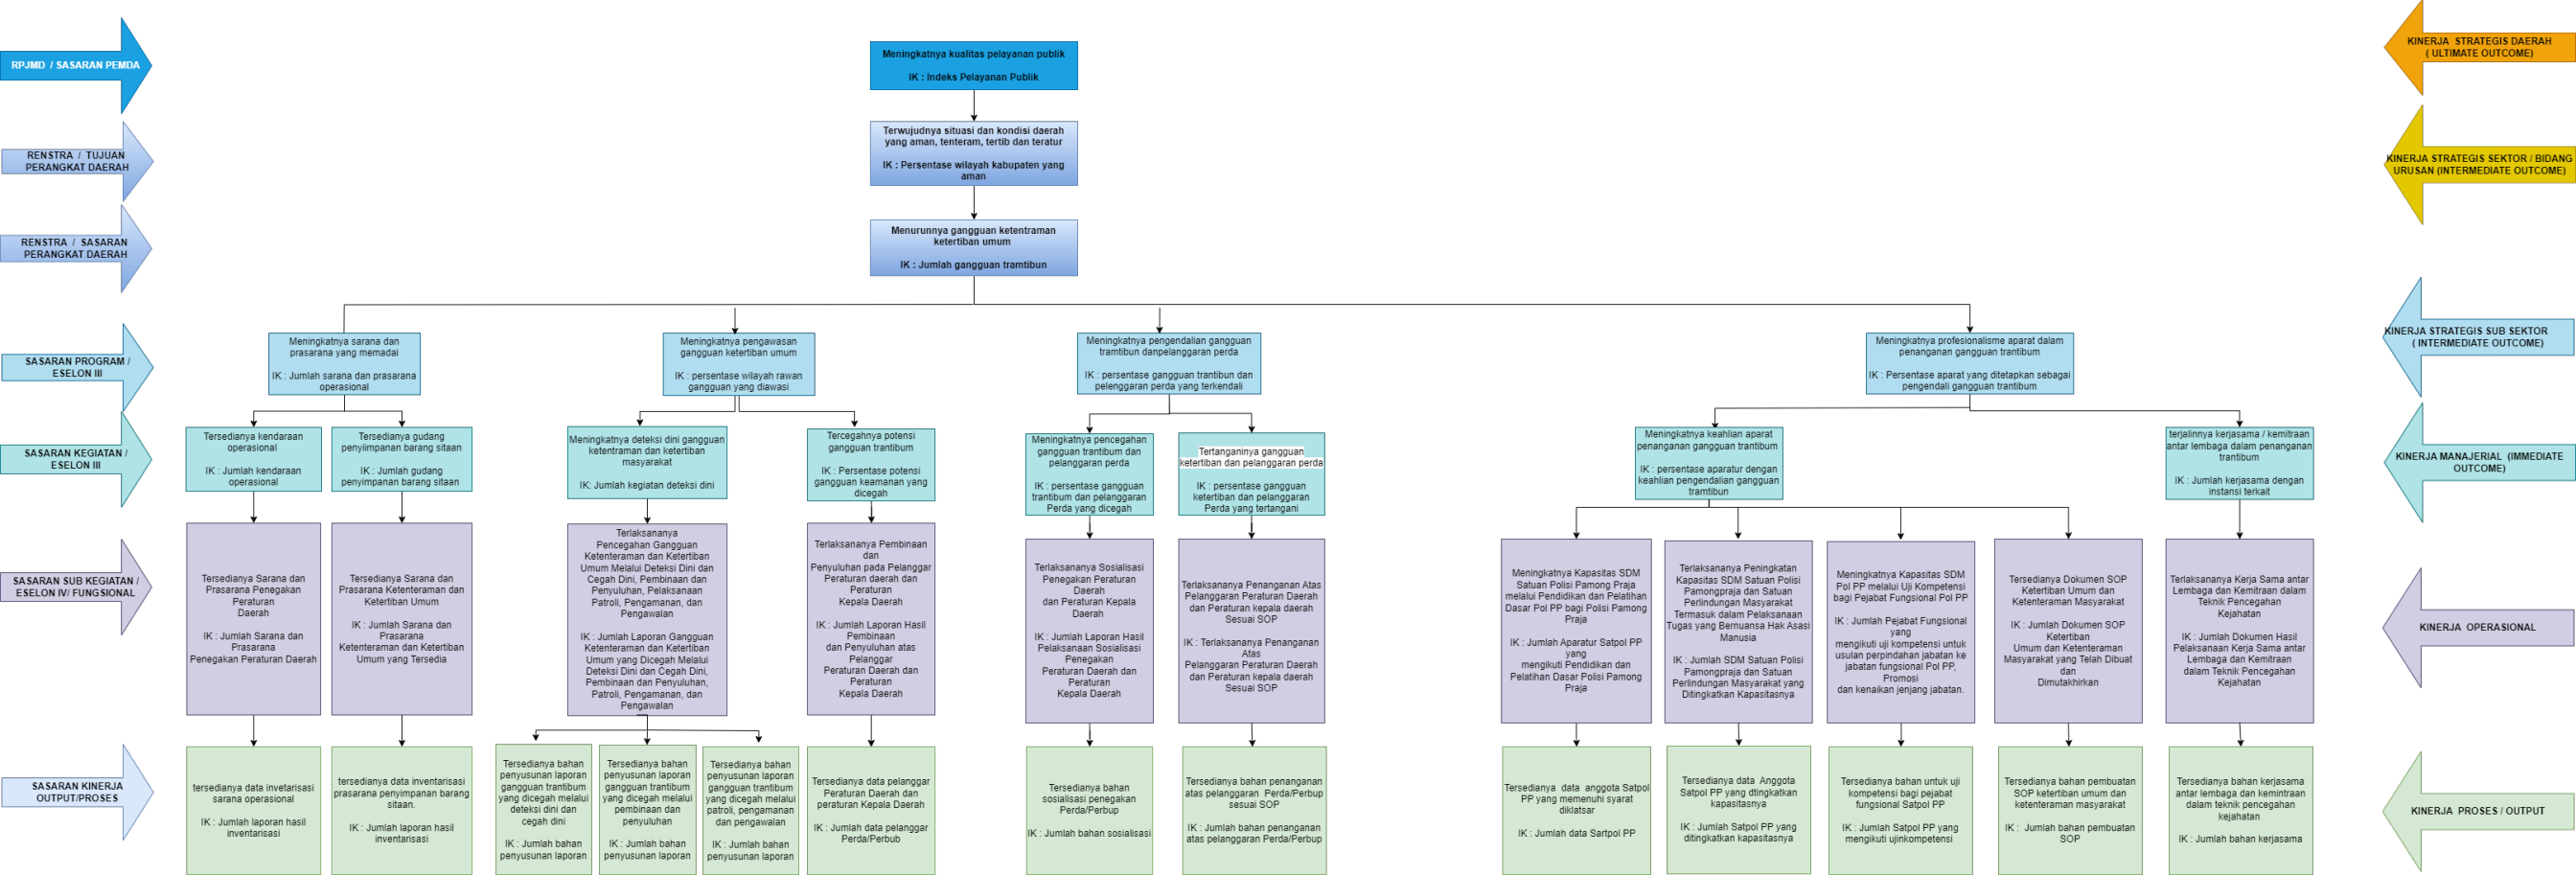 RPJMD / SASARAN PEMDA
Meningkatnya kualitas pelayanan publik
IK : Indeks Pelayanan Publik
KINERJA STRATEGIS DAERAH
( ULTIMATE OUTCOME)
RENSTRA / TUJUAN
PERANGKAT DAERAH
Terwujudnya situasi dan kondisi daerah
yang aman, tenteram, tertib dan teratur
IK : Persentase wilayah kabupaten yang
aman
KINERJA STRATEGIS SEKTOR / BIDANG
URUSAN (INTERMEDIATE OUTCOME)
RENSTRA / SASARAN
PERANGKAT DAERAH
Menurunnya gangguan ketentraman
ketertiban umum
IK : Jumlah gangguan tramtibun
SASARAN PROGRAM /
ESELON III
Meningkatnya sarana dan
prasarana yang memadai
IK : Jumlah sarana dan prasarana
operasional
Meningkatnya pengawasan
gangguan ketertiban umum
IK : persentase wilayah rawan
gangguan yang diawasi
Meningkatnya pengendalian gangguan
tramtibun danpelanggaran perda
IK : persentase gangguan trantibun dan
pelenggaran perda yang terkendali
Meningkatnya profesionalisme aparat dalam
penanganan gangguan trantibum
IK : Persentase aparat yang ditetapkan sebagai
pengendali gangguan trantibum
KINERJA STRATEGIS SUB SEKTOR
( INTERMEDIATE OUTCOME)
SASARAN KEGIATAN /
ESELON III
Tersedianya kendaraan
operasional
IK : Jumlah kendaraan
operasional
Tersedianya gudang
penyiimpanan barang sitaan
IK : Jumlah gudang
penyimpanan barang sitaan
Meningkatnya deteksi dini gangguan
ketentraman dan ketertiban
masyarakat
IK: Jumlah kegiatan deteksi dini
Tercegahnya potensi
gangguan trantibum
IK : Persentase potensi
gangguan keamanan yang
dicegah
Meningkatnya pencegahan
gangguan trantibum dan
pelanggaran perda
IK : persentase gangguan
trantibum dan pelanggaran
Perda yang dicegah
Tertanganinya gangguan
ketertiban dan pelanggaran perda
IK : persentase gangguan
ketertiban dan pelanggaran
Perda yang tertangani
Meningkatnya keahlian aparat
penanganan gangguan trantibum
IK : persentase aparatur dengan
keahlian pengendalian gangguan
tramtibun
terjalinnya kerjasama / kemitraan
antar lembaga dalam penanganan
trantibum
IK : Jumlah kerjasama dengan
instansi terkait
KINERJA MANAJERIAL (IMMEDIATE
OUTCOME)
SASARAN SUB KEGIATAN /
ESELON IV/ FUNGSIONAL
Tersedianya Sarana dan
Prasarana Penegakan
Peraturan
Daerah
IK : Jumlah Sarana dan
Prasarana
Penegakan Peraturan Daerah
Tersedianya Sarana dan
Prasarana Ketenteraman dan
Ketertiban Umum
IK : Jumlah Sarana dan
Prasarana
Ketenteraman dan Ketertiban
Umum yang Tersedia
Terlaksananya
Pencegahan Gangguan
Ketenteraman dan Ketertiban
Umum Melalui Deteksi Dini dan
Cegah Dini, Pembinaan dan
Penyuluhan, Pelaksanaan
Patroli, Pengamanan, dan
Pengawalan
IK : Jumlah Laporan Gangguan
Ketenteraman dan Ketertiban
Umum yang Dicegah Melalui
Deteksi Dini dan Cegah Dini,
Pembinaan dan Penyuluhan,
Patroli, Pengamanan, dan
Pengawalan
Terlaksananya Pembinaan
dan
Penyuluhan pada Pelanggar
Peraturan daerah dan
Peraturan
Kepala Daerah
IK : Jumlah Laporan Hasil
Pembinaan
dan Penyuluhan atas
Pelanggar
Peraturan Daerah dan
Peraturan
Kepala Daerah
Terlaksananya Sosialisasi
Penegakan Peraturan
Daerah
dan Peraturan Kepala
Daerah
IK : Jumlah Laporan Hasil
Pelaksanaan Sosialisasi
Penegakan
Peraturan Daerah dan
Peraturan
Kepala Daerah
Terlaksananya Penanganan Atas
Pelanggaran Peraturan Daerah
dan Peraturan kepala daerah
Sesuai SOP
IK : Terlaksananya Penanganan
Atas
Pelanggaran Peraturan Daerah
dan Peraturan kepala daerah
Sesuai SOP
Meningkatnya Kapasitas SDM
Satuan Polisi Pamong Praja
melalui Pendidikan dan Pelatihan
Dasar Pol PP bagi Polisi Pamong
Praja
IK : Jumlah Aparatur Satpol PP
yang
mengikuti Pendidikan dan
Pelatihan Dasar Polisi Pamong
Praja
Terlaksananya Peningkatan
Kapasitas SDM Satuan Polisi
Pamongpraja dan Satuan
Perlindungan Masyarakat
Termasuk dalam Pelaksanaan
Tugas yang Bernuansa Hak Asasi
Manusia
IK : Jumlah SDM Satuan Polisi
Pamongpraja dan Satuan
Perlindungan Masyarakat yang
Ditingkatkan Kapasitasnya
Meningkatnya Kapasitas SDM
Pol PP melalui Uji Kompetensi
bagi Pejabat Fungsional Pol PP
IK : Jumlah Pejabat Fungsional
yang
mengikuti uji kompetensi untuk
usulan perpindahan jabatan ke
jabatan fungsional Pol PP,
Promosi
dan kenaikan jenjang jabatan.
Tersedianya Dokumen SOP
Ketertiban Umum dan
Ketenteraman Masyarakat
IK : Jumlah Dokumen SOP
Ketertiban
Umum dan Ketenteraman
Masyarakat yang Telah Dibuat
dan
Dimutakhirkan
Terlaksananya Kerja Sama antar
Lembaga dan Kemitraan dalam
Teknik Pencegahan
Kejahatan
IK : Jumlah Dokumen Hasil
Pelaksanaan Kerja Sama antar
Lembaga dan Kemitraan
dalam Teknik Pencegahan
Kejahatan
KINERJA OPERASIONAL
SASARAN KINERJA
OUTPUT/PROSES
tersedianya data invetarisasi
sarana operasional
IK : Jumlah laporan hasil
inventarisasi
tersedianya data inventarisasi
prasarana penyimpanan barang
sitaan.
IK : Jumlah laporan hasil
inventarisasi
Tersedianya bahan
penyusunan laporan
gangguan trantibum
yang dicegah melalui
deteksi dini dan
cegah dini
IK : Jumlah bahan
penyusunan laporan
Tersedianya bahan
penyusunan laporan
gangguan trantibum
yang dicegah melalui
pembinaan dan
penyuluhan
IK : Jumlah bahan
penyusunan laporan
Tersedianya bahan
penyusunan laporan
gangguan trantibum
yang dicegah melalui
patroli, pengamanan
dan pengawalan
IK : Jumlah bahan
penyusunan laporan
Tersedianya data pelanggar
Peraturan Daerah dan
peraturan Kepala Daerah
IK : Jumlah data pelanggar
Perda/Perbub
Tersedianya bahan
sosialisasi penegakan
Perda/Perbup
IK : Jumlah bahan sosialisasi
Tersedianya bahan penanganan
atas pelanggaran Perda/Perbup
sesuai SOP
IK : Jumlah bahan penanganan
atas pelanggaran Perda/Perbup
Tersedianya data anggota Satpol
PP yang memenuhi syarat
diklatsar
IK : Jumlah data Sartpol PP
Tersedianya data Anggota
Satpol PP yang dtingkatkan
kapasitasnya
IK : Jumlah Satpol PP yang
ditingkatkan kapasitasnya
Tersedianya bahan untuk uji
kompetensi bagi pejabat
fungsional Satpol PP
IK : Jumlah Satpol PP yang
mengikuti ujinkompetensi
Tersedianya bahan pembuatan
SOP ketertiban umum dan
ketenteraman masyarakat
IK : Jumlah bahan pembuatan
SOP
Tersedianya bahan kerjasama
antar lembaga dan kemintraan
dalam teknik pencegahan
kejahatan
IK : Jumlah bahan kerjasama
KINERJA PROSES / OUTPUT